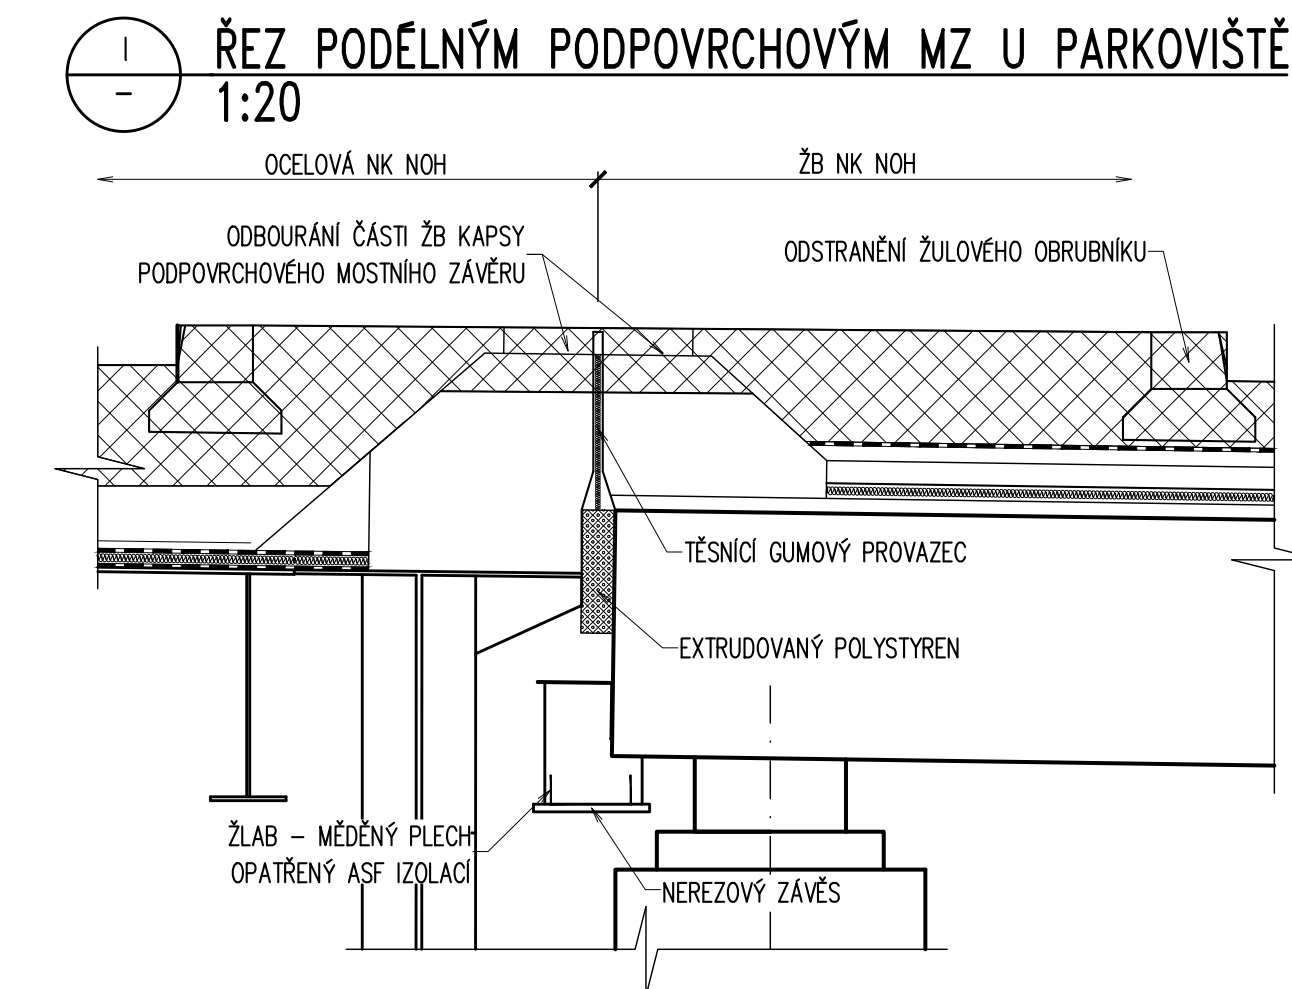 ŘEZ PODÉLNÝM PODPOVRCHOVÝM MZ U PARKOVIŠTĚ
1:20
OCELOVÁ NK NOH
ŽB NK NOH
ODBOURÁNÍ ČÁSTI ŽB KAPSY
PODPOVRCHOVÉHO MOSTNÍHO ZÁVĚRU
ODSTRANĚNÍ ŽULOVÉHO OBRUBNÍKU
TĚSNÍCÍ GUMOVÝ PROVAZEC
EXTRUDOVANÝ POLYSTYREN
ŽLAB – MĚDĚNÝ PLECH
OPATŘENÝ ASF IZOLACÍ
NEREZOVÝ ZÁVĚS